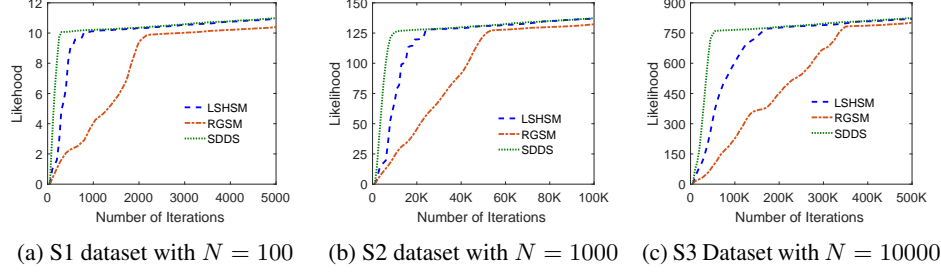 12
10
8
6
4
2
0
Likehood
LSHSM
RGSM
SDDS
0 1000 2000 3000 4000 5000
Number of Iterations
(a) S1 dataset with N = 100
150
125
100
75
50
25
0
Likelihood
LSHSM
RGSM
SDDS
0 20K 40K 60K 80K 100K
Number of Iterations
(b) S2 dataset with N = 1000
900
750
600
450
300
150
0
Likelihood
LSHSM
RGSM
SDDS
0 100K 200K 300K 400K 500K
Number of Iterations
(c) S3 Dataset with N = 10000